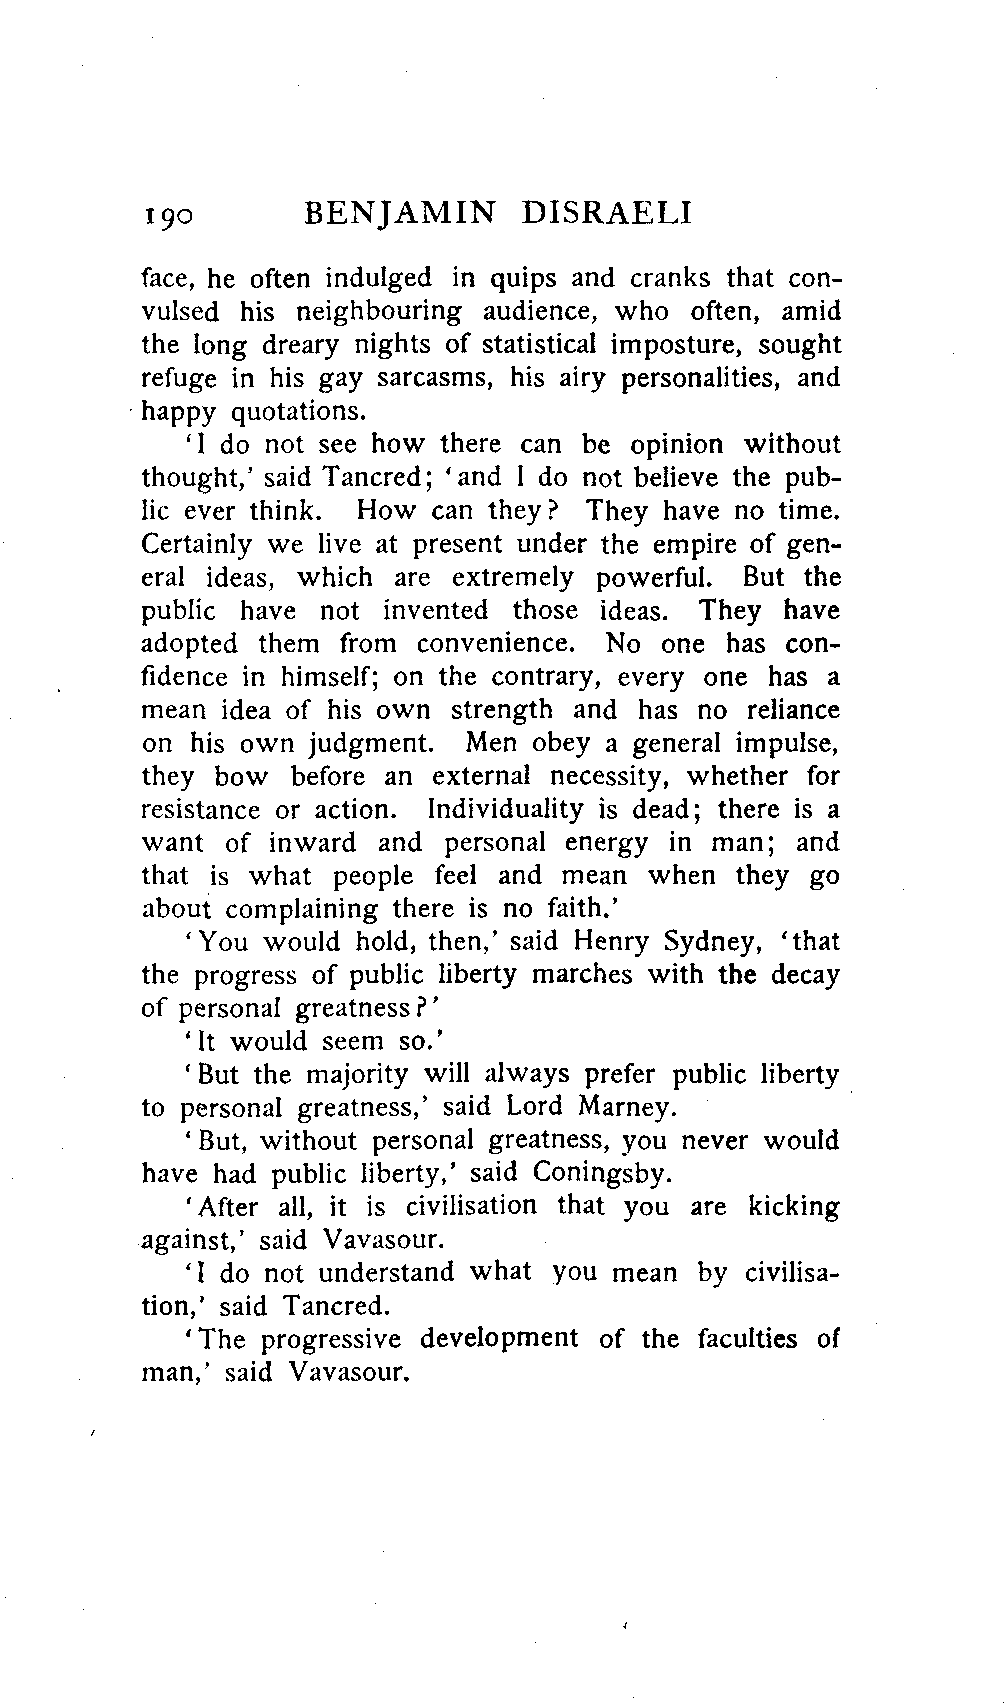 190 BENJAMIN DISRAELI
face, he often indulged in quips and cranks that con-
vulsed his neighbouring audience, who often, amid
the long dreary nights of statistical imposture, sought
refuge in his gay sarcasms, his airy personalities, and
happy quotations.
'I do not see how there can be opinion without
thought,' said Tancred; 'and I do not believe the pub-
lic ever think. How can they? They have no time.
Certainly we live at present under the empire of gen-
eral ideas, which are extremely powerful. But the
public have not invented those ideas. They have
adopted them from convenience. No one has con-
fidence in himself; on the contrary, every one has a
mean idea of his own strength and has no reliance
on his own judgment. Men obey a general impulse,
they bow before an external necessity, whether for
resistance or action. Individuality is dead; there is a
want of inward and personal energy in man; and
that is what people feel and mean when they go
about complaining there is no faith.'
'You would hold, then,' said Henry Sydney, 'that
the progress of public liberty marches with the decay
of personal greatness?'
'It would seem so.'
'But the majority will always prefer public liberty
to personal greatness,' said Lord Marney.
'But, without personal greatness, you never would
have had public liberty,' said Coningsby.
'After all, it is civilisation that you are kicking
against,' said Vavasour.
'I do not understand what you mean by civilisa-
tion,' said Tancred.
'The progressive development of the faculties of
man,' said Vavasour.